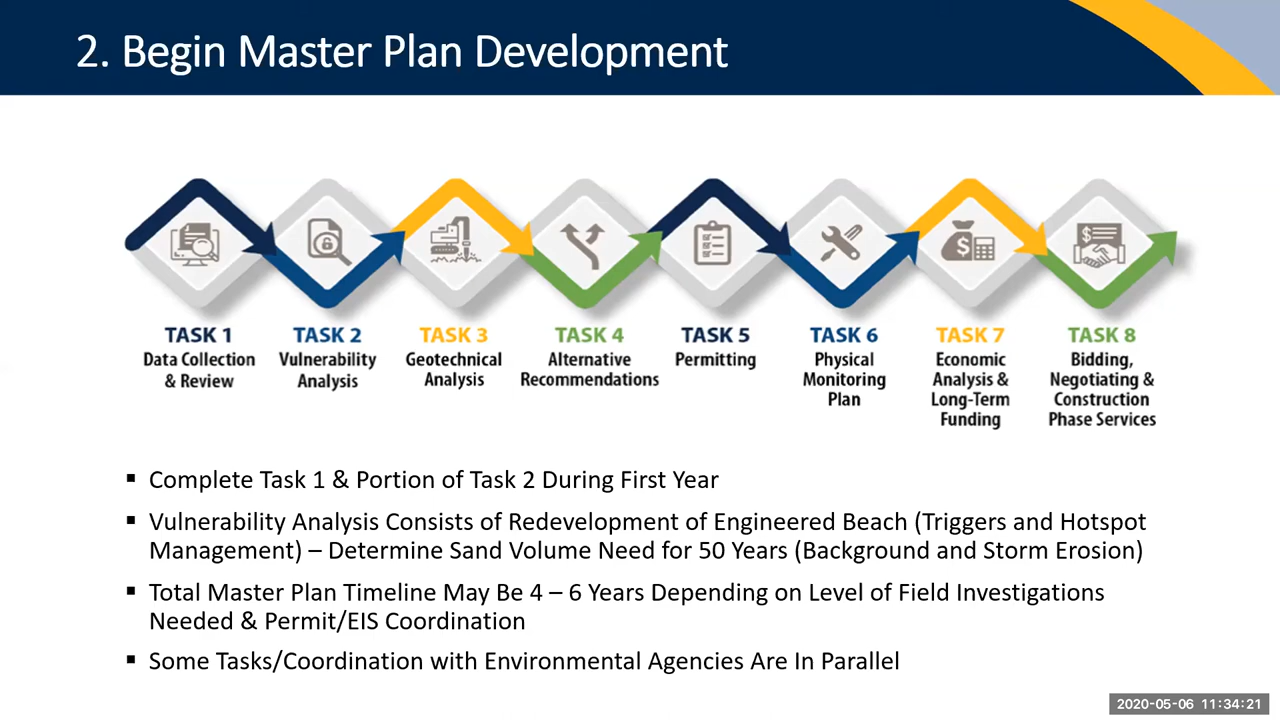 2. Begin Master Plan Development
TASK 1
Data Collection
& Review
TASK 2
Vulnerability
Analysis
TASK 3
Geotechnical
Analysis
TASK 4
Alternative
Recommendations
TASK 5
Permitting
TASK 6
Physical
Monitoring
Plan
TASK 7
Economic
Analysis &
Long-Term
Funding
TASK 8
Bidding,
Negotiating &
Construction
Phase Services
▪ Complete Task 1 & Portion of Task 2 During First Year
▪ Vulnerability Analysis Consists of Redevelopment of Engineered Beach (Triggers and Hotspot
Management) – Determine Sand Volume Need for 50 Years (Background and Storm Erosion)
▪ Total Master Plan Timeline May Be 4 – 6 Years Depending on Level of Field Investigations
Needed & Permit/EIS Coordination
▪ Some Tasks/Coordination with Environmental Agencies Are In Parallel
2020-05-06 11:34:21